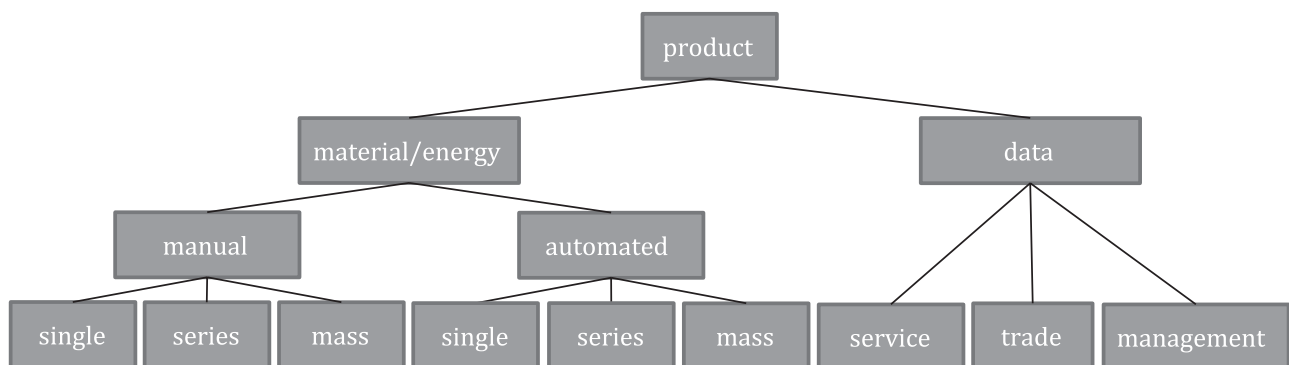 product
material/energy
data
manual
automated
single
series
mass
single
series
mass
service
trade
management